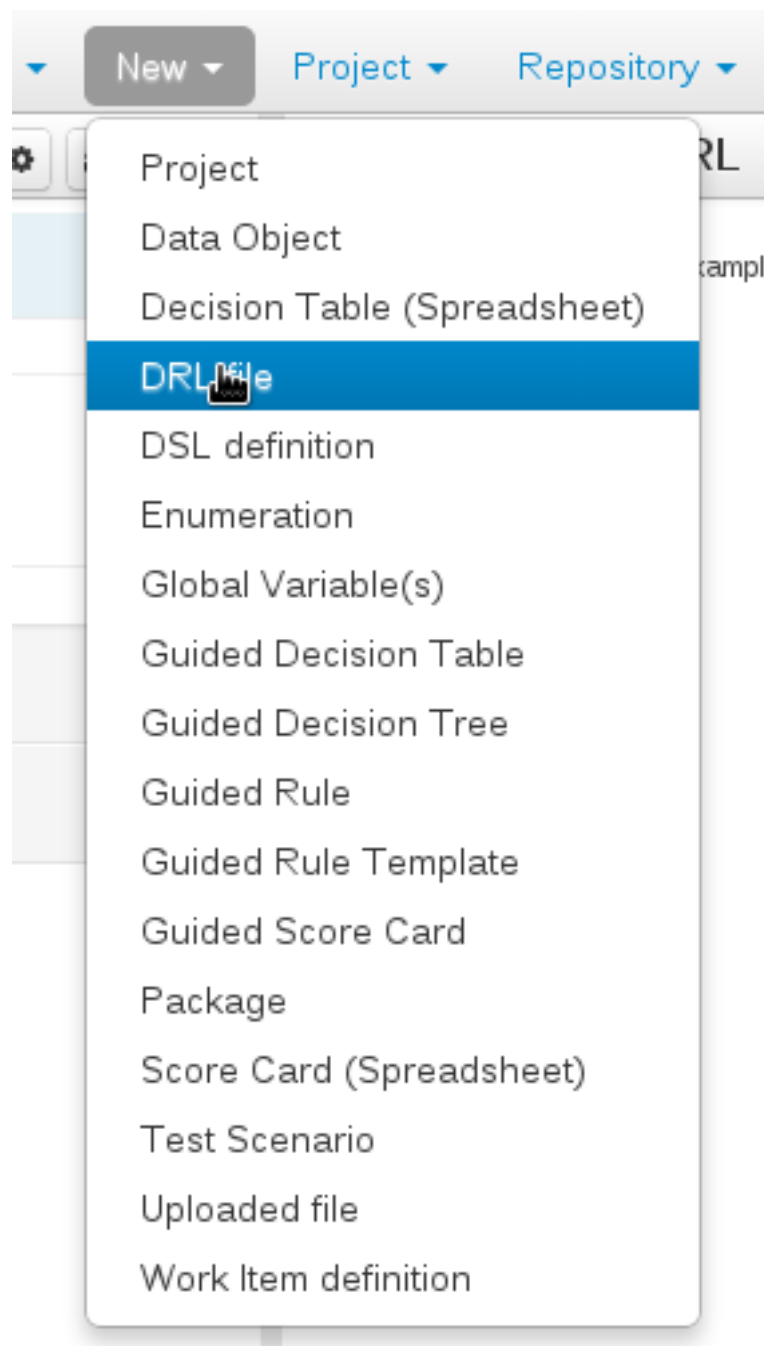 New Project Repository
RL
Project
Data Object
xampl
Decision Table (Spreadsheet)
DRL file
DSL definition
Enumeration
Global Variable(s)
Guided Decision Table
Guided Decision Tree
Guided Rule
Guided Rule Template
Guided Score Card
Package
Score Card (Spreadsheet)
Test Scenario
Uploaded file
Work Item definition